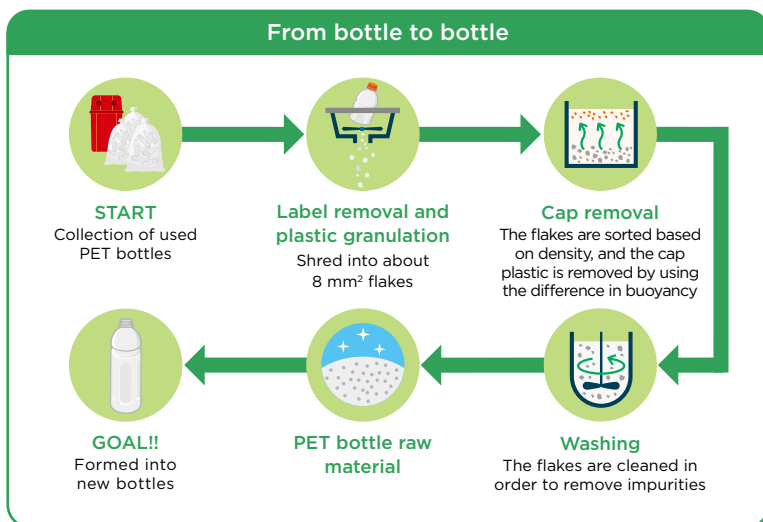 From bottle to bottle
START
Collection of used
PET bottles
Label removal and
plastic granulation
Shred into about
8 mm² flakes
Cap removal
The flakes are sorted based
on density, and the cap
plastic is removed by using
the difference in buoyancy
GOAL!!
Formed into
new bottles
PET bottle raw
material
Washing
The flakes are cleaned in
order to remove impurities